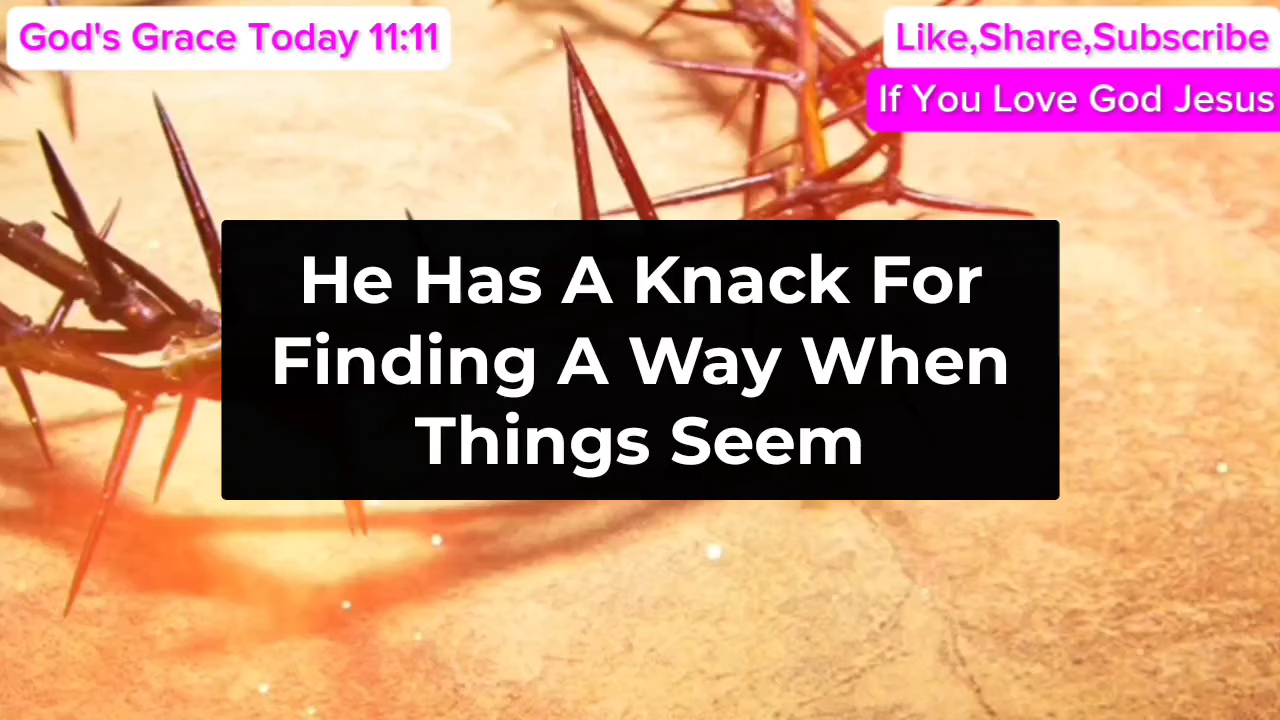 God's Grace Today 11:11
Like,Share,Subscribe
If You Love God Jesus
He Has A Knack For
Finding A Way When
Things Seem